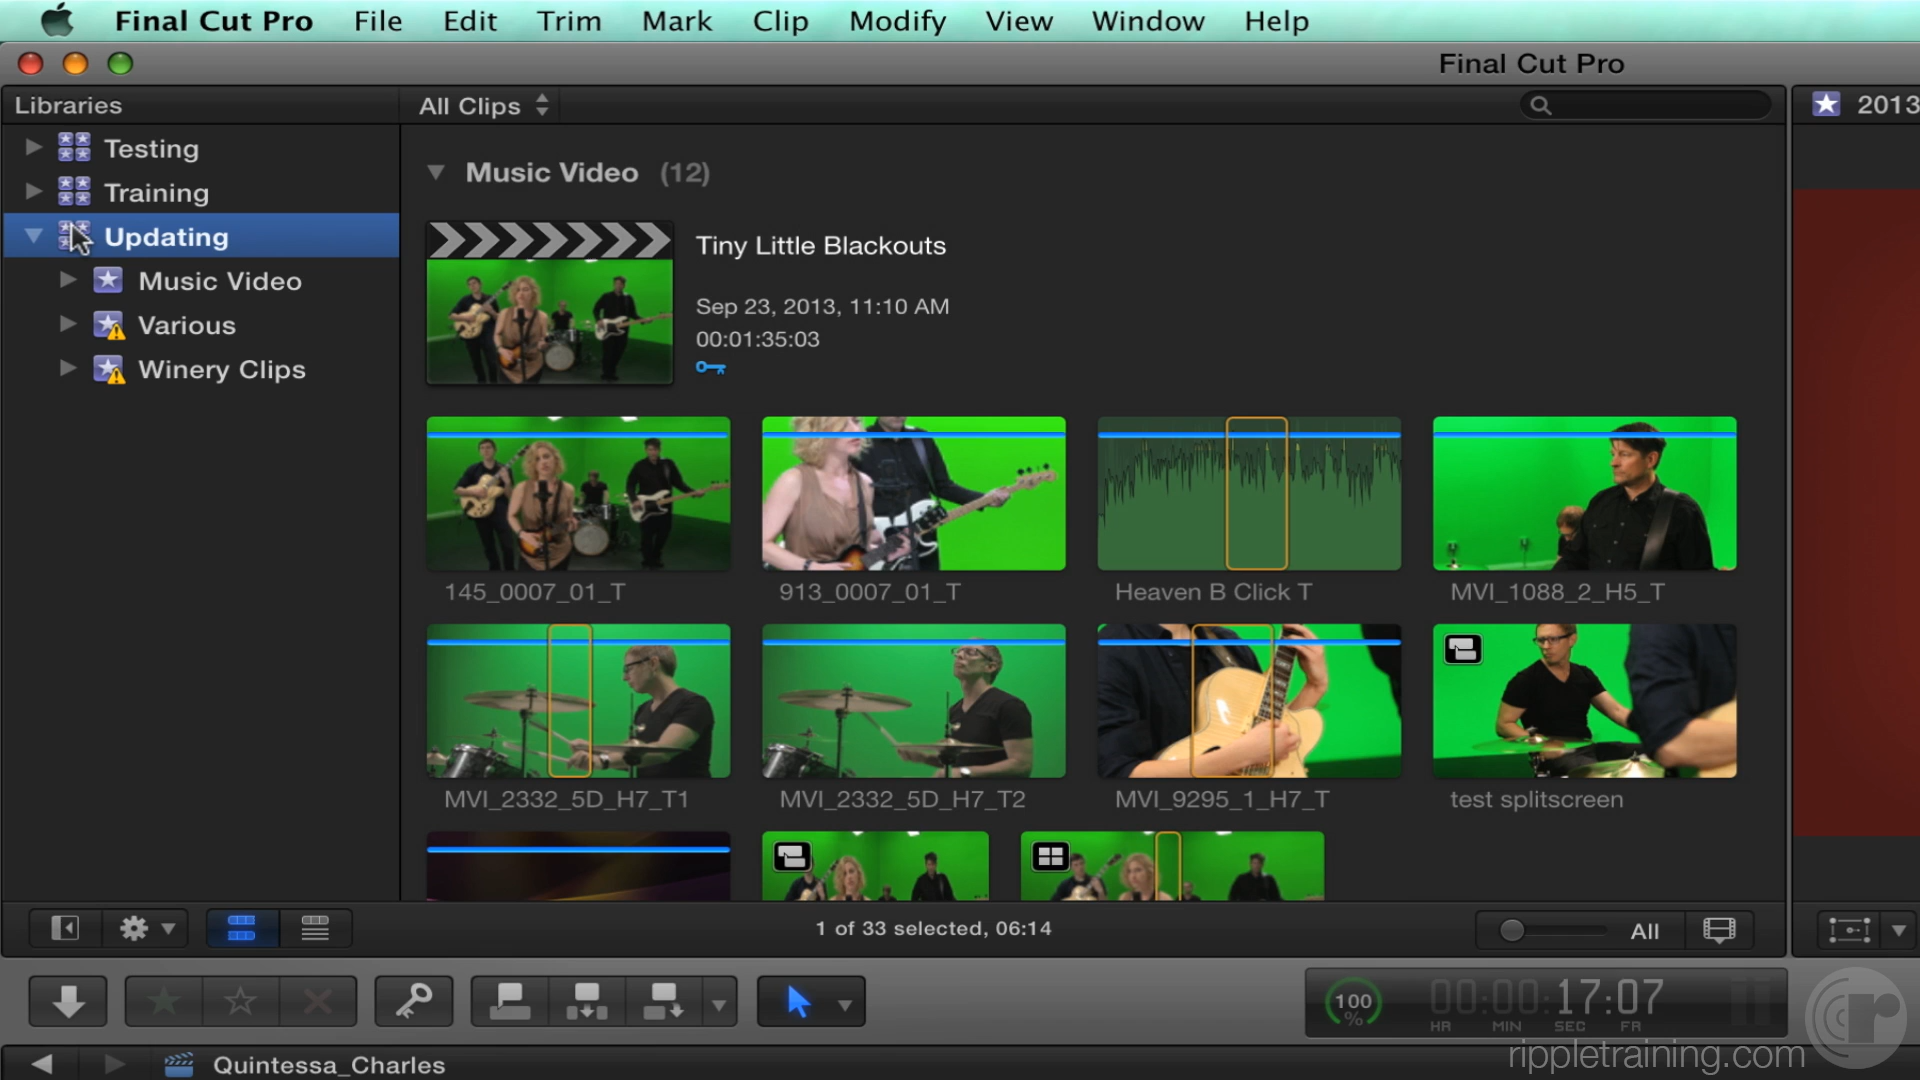 Final Cut Pro File Edit Trim Mark Clip Modify View Window Help
Final Cut Pro
Libraries
All Clips
2013
Testing
Training
Updating
Music Video
Various
Winery Clips
Music Video (12)
Tiny Little Blackouts
Sep 23, 2013, 11:10 AM
00:01:35:03
145_0007_01_T
913_0007_01_T
Heaven B Click T
MVI_1088_2_H5_T
MVI_2332_5D_H7_T1
MVI_2332_5D_H7_T2
MVI_9295_1_H7_T
test splitscreen
1 of 33 selected, 06:14
All
100
%
00:00:17:07
HR MIN SEC FR
Quintessa_Charles
rippletraining.com